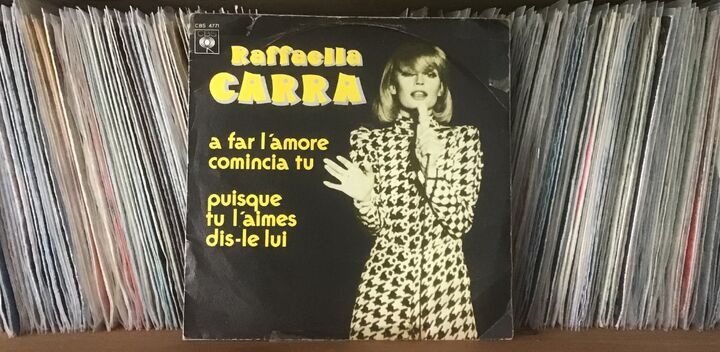 CBS 4771
CBS
Raffaella
CARRA
a far l'amore
comincia tu
puisque
tu l'aimes
dis-le lui